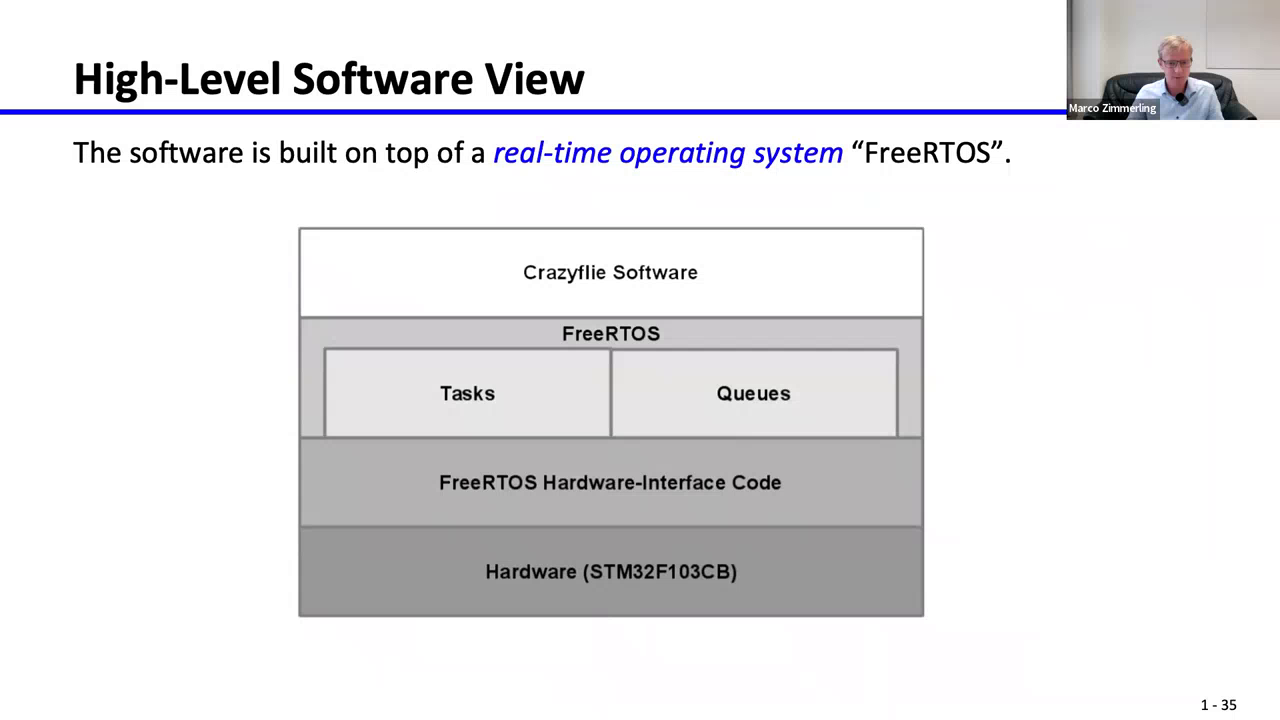 High-Level Software View
Marco Zimmerling
The software is built on top of a real-time operating system “FreeRTOS”.
Crazyflie Software
FreeRTOS
Tasks
Queues
FreeRTOS Hardware-Interface Code
Hardware (STM32F103CB)
1 - 35